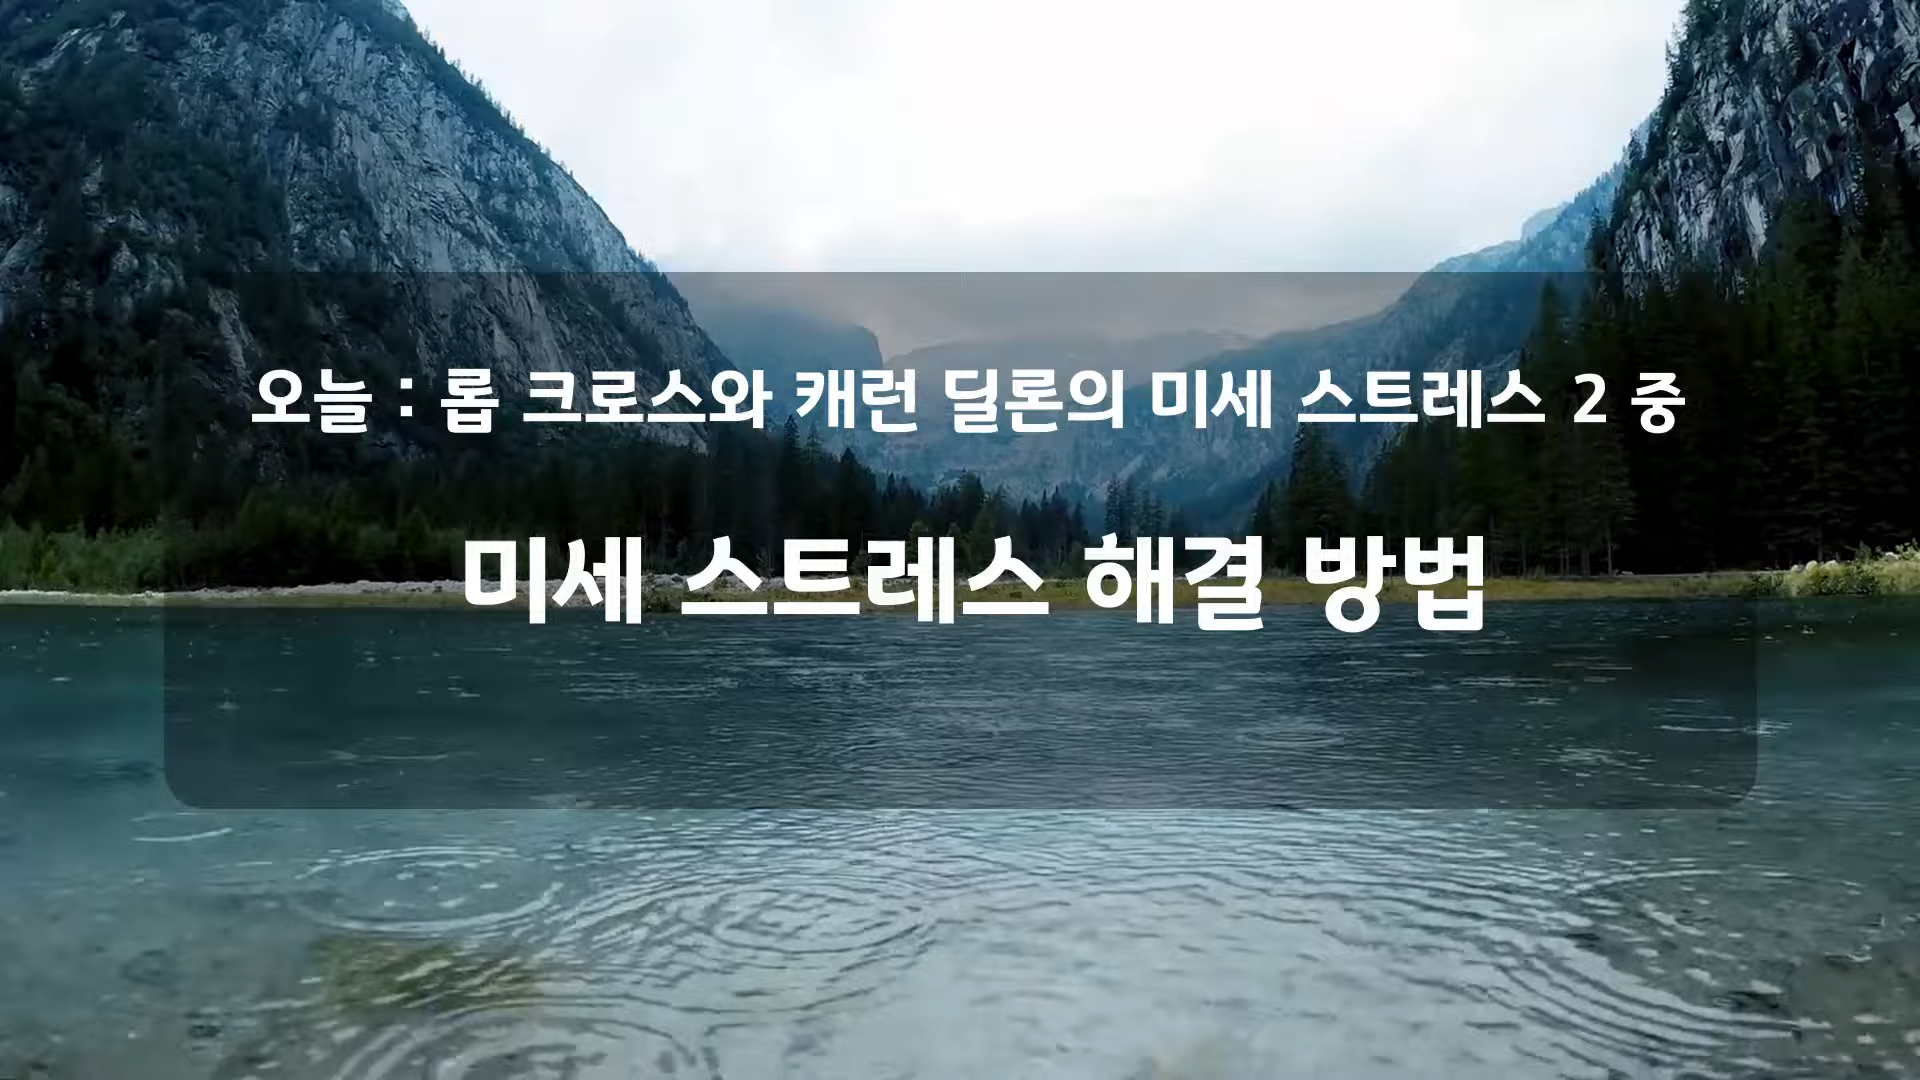 오늘 : 롭 크로스와 캐런 딜론의 미세 스트레스 2 중
미세 스트레스 해결 방법